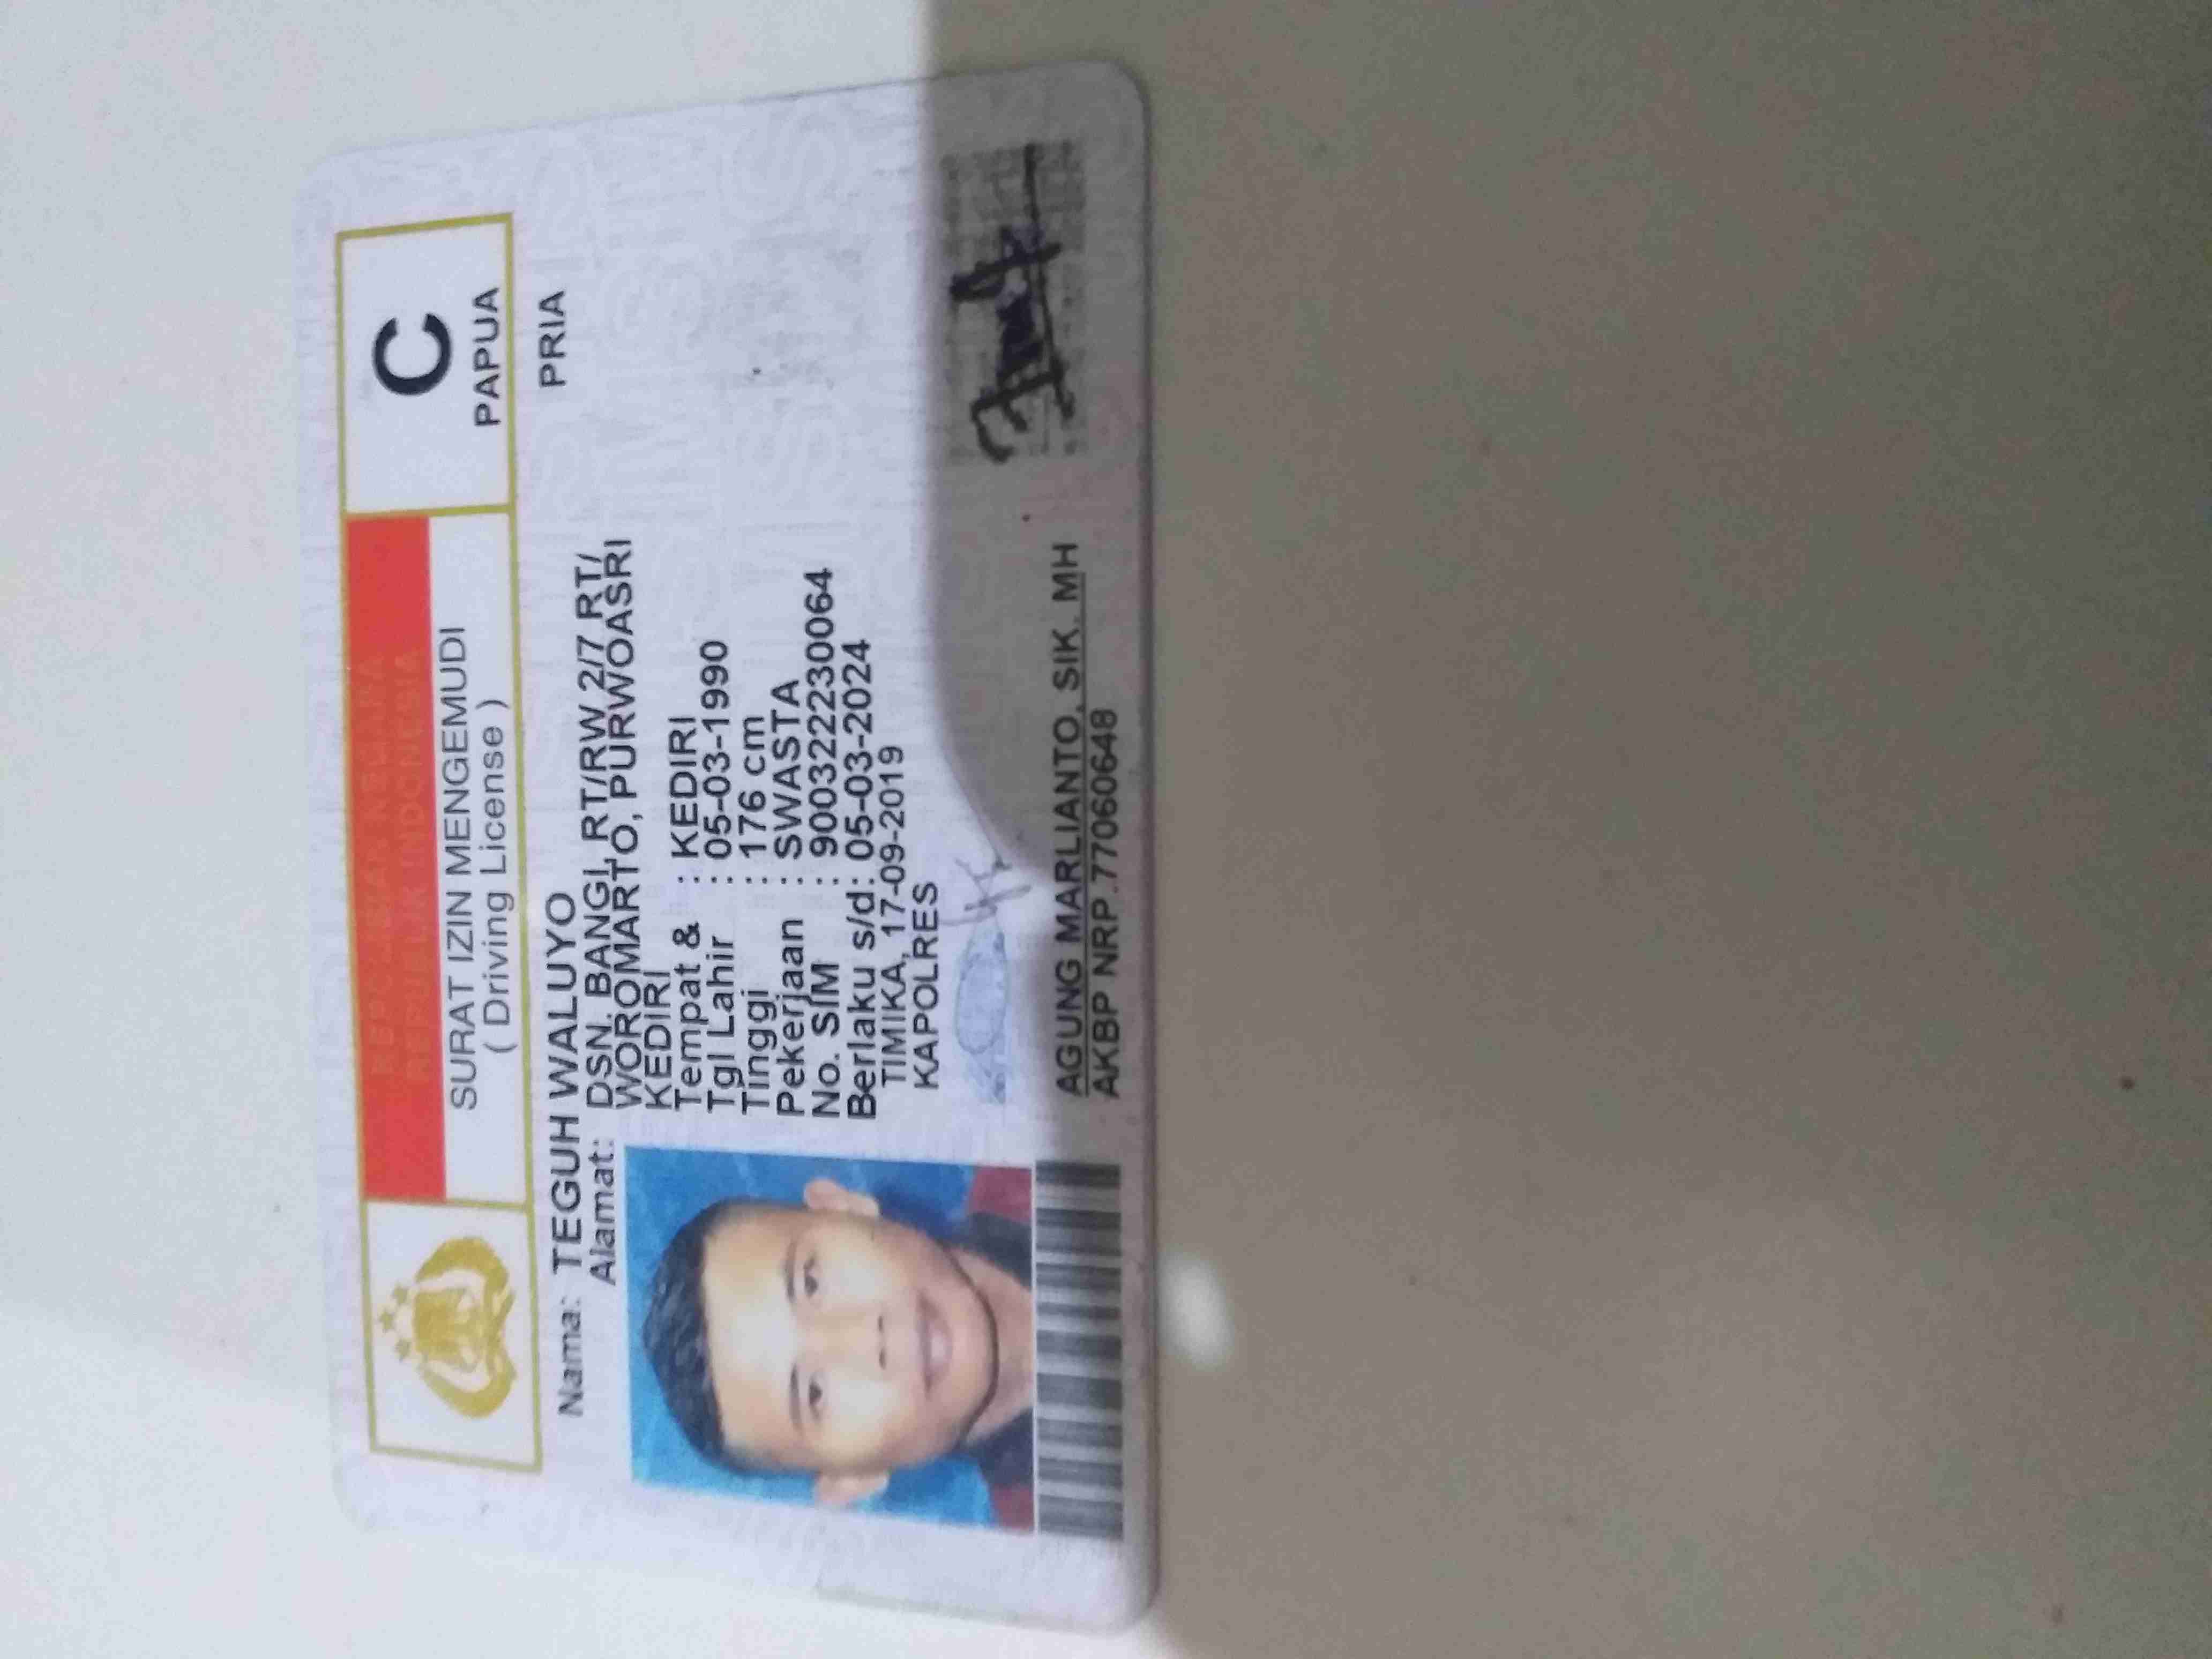 KEPOLISIAN NEGARA
REPUBLIK INDONESIA
SURAT IZIN MENGEMUDI
( Driving License )
C
PAPUA
Nama: TEGUH WALUYO
PRIA
Alamat: DSN. BANGI, RT/RW 2/7 RT/
WOROMARTO, PURWOASRI
KEDIRI
Tempat & : KEDIRI
Tgl Lahir : 05-03-1990
Tinggi : 176 cm
Pekerjaan : SWASTA
No. SIM : 900322230064
Berlaku s/d : 05-03-2024
TIMIKA, 17-09-2019
KAPOLRES
AGUNG MARLIANTO, SIK. MH
AKBP NRP.77060648